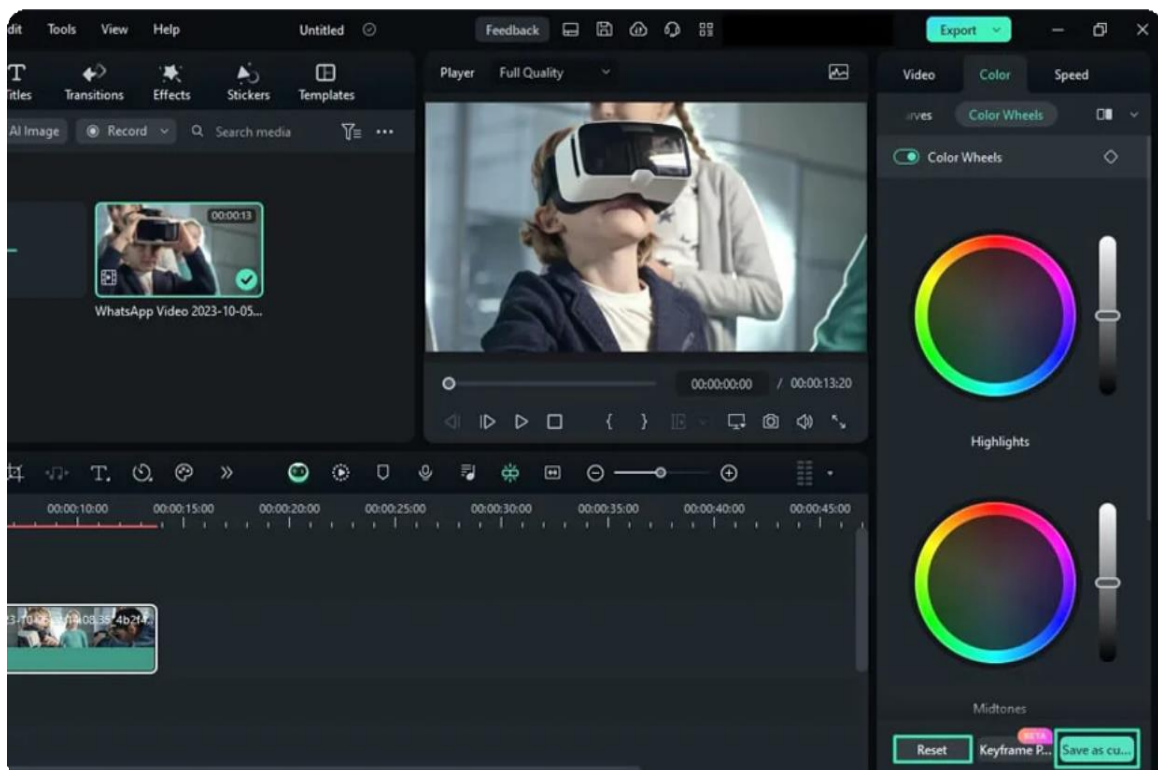 dit Tools View Help Untitled Feedback Export
Player Full Quality Video Color Speed
itles Transitions Effects Stickers Templates
AI Image Record Search media
rves Color Wheels
Color Wheels
00:00:13
WhatsApp Video 2023-10-05...
00:00:00:00 / 00:00:13:20
Highlights
00:00:10:00 00:00:15:00 00:00:20:00 00:00:25:00 00:00:30:00 00:00:35:00 00:00:40:00 00:00:45:00
Midtones
BETA
Reset Keyframe P... Save as cu...